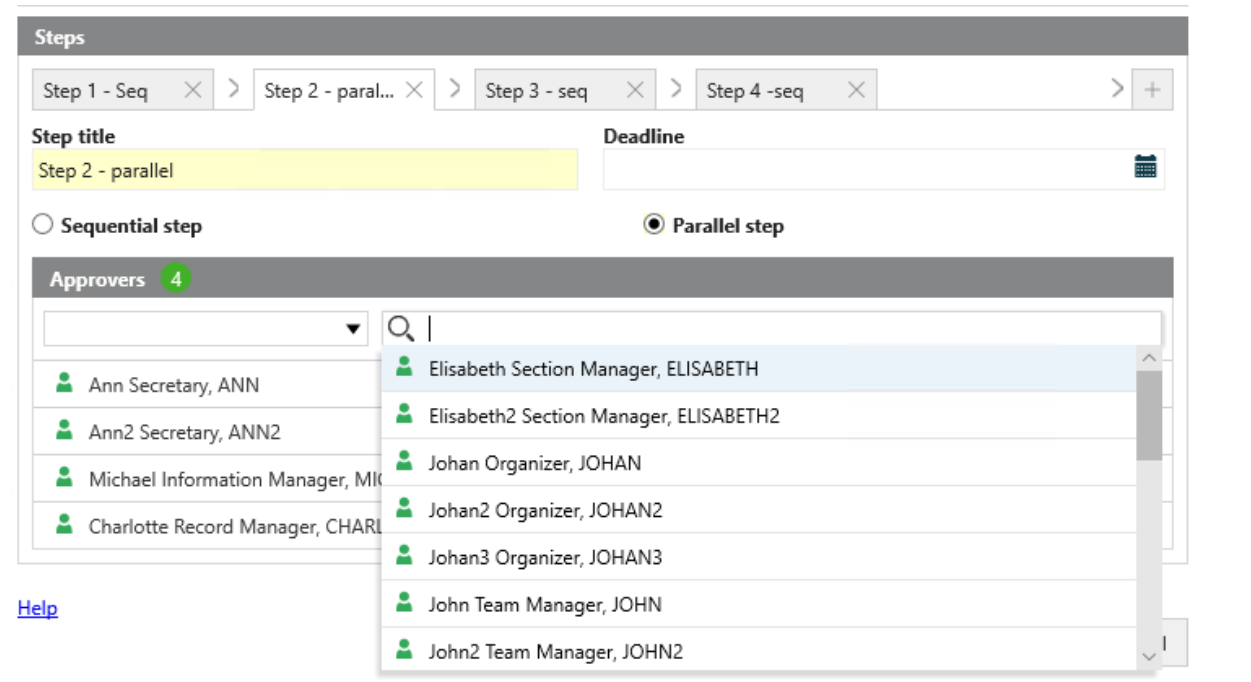 Steps
Step 1 - Seq
Step 2 - paral...
Step 3 - seq
Step 4 -seq
Step title
Deadline
Step 2 - parallel
Sequential step
Parallel step
Approvers 4
Elisabeth Section Manager, ELISABETH
Ann Secretary, ANN
Elisabeth2 Section Manager, ELISABETH2
Ann2 Secretary, ANN2
Johan Organizer, JOHAN
Michael Information Manager, MI
Johan2 Organizer, JOHAN2
Charlotte Record Manager, CHARL
Johan3 Organizer, JOHAN3
John Team Manager, JOHN
Help
John2 Team Manager, JOHN2